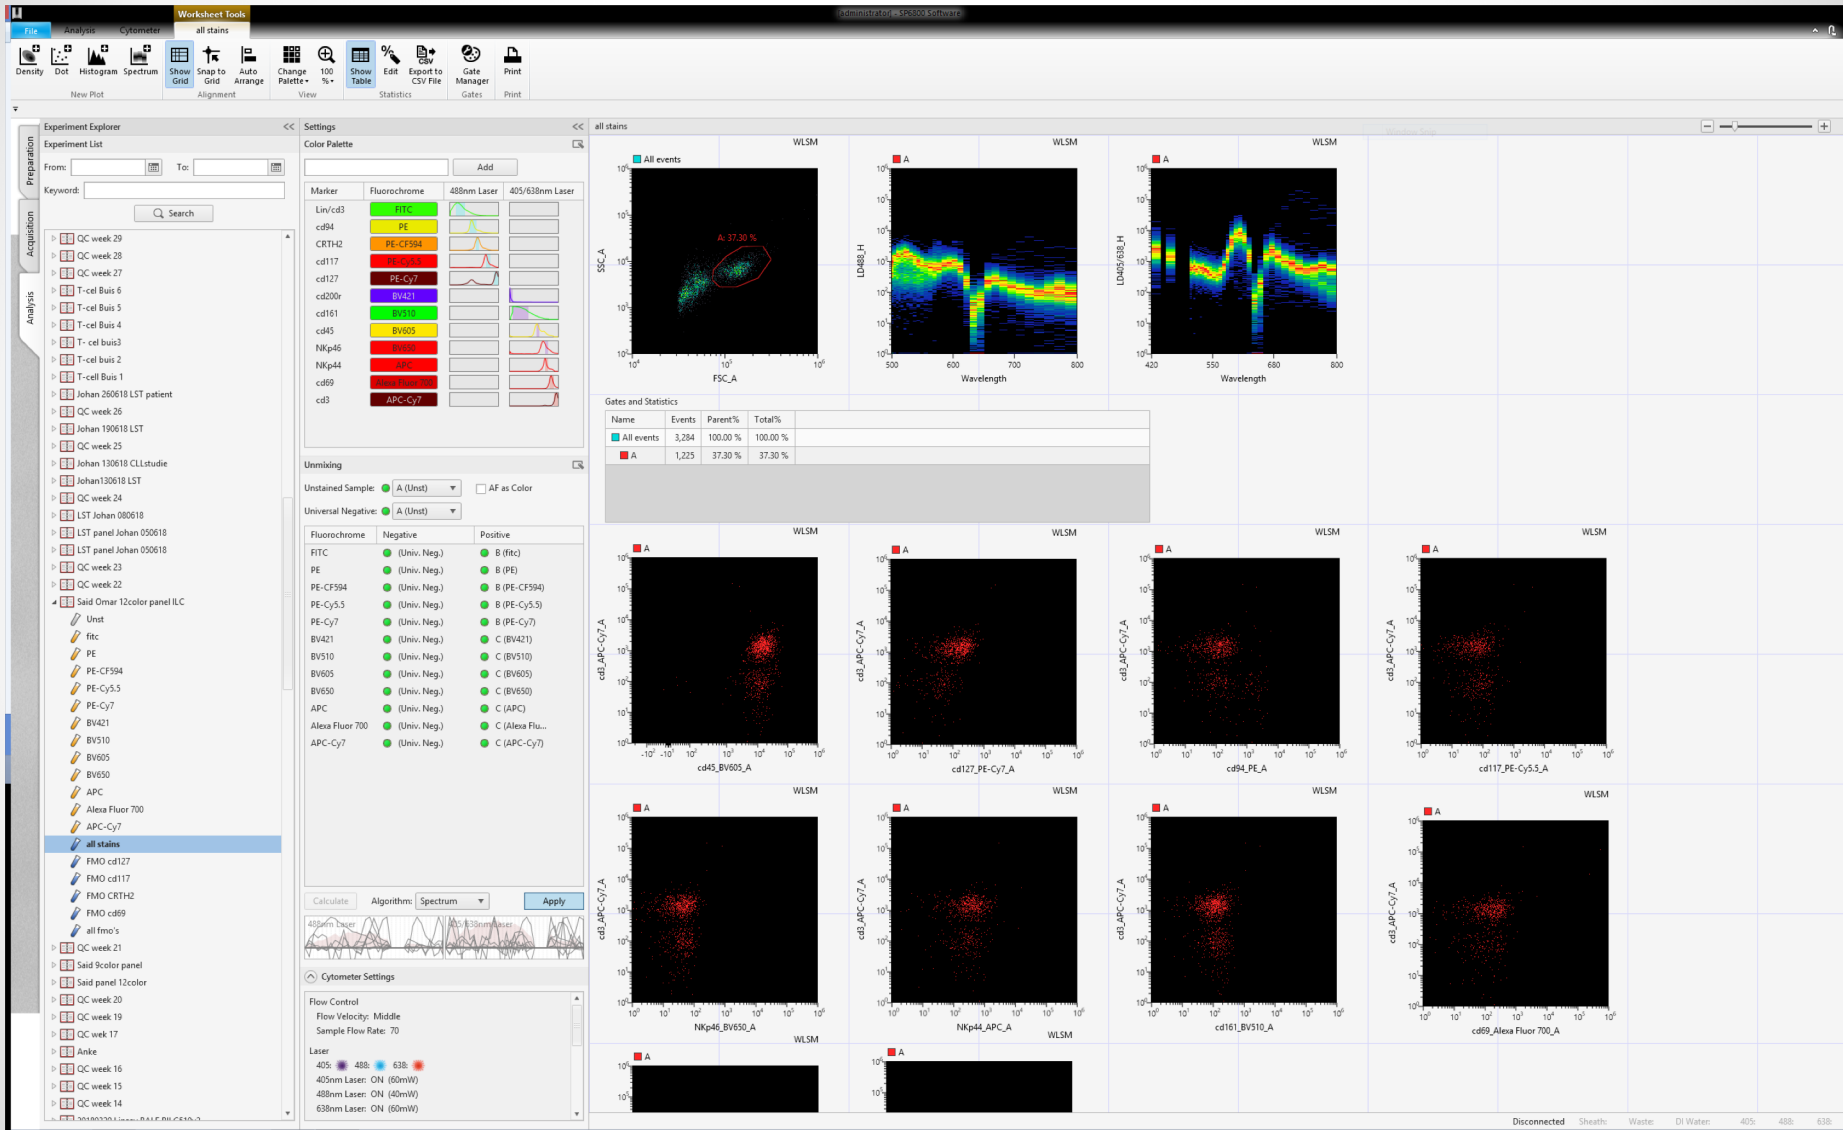 Worksheet Tools
administrator - SP6800 Software
File Analysis Cytometer all stains
Density Dot Histogram Spectrum Show Grid Snap to Grid Auto Arrange Change Palette 100 % Show Table Edit Export to CSV File Gate Manager Print
New Plot Alignment View Statistics Gates Print
Preparation
Acquisition
Analysis
Experiment Explorer
Experiment List
From: To:
Keyword:
Search
QC week 29
QC week 28
QC week 27
T-cel Buis 6
T-cel Buis 5
T-cel Buis 4
T- cel buis3
T-cel buis 2
T-cell Buis 1
Johan 260618 LST patient
QC week 26
Johan 190618 LST
QC week 25
Johan 130618 CLLstudie
Johan130618 LST
QC week 24
LST Johan 080618
LST panel Johan 050618
LST panel Johan 050618
QC week 23
QC week 22
Said Omar 12color panel ILC
Unst
fitc
PE
PE-CF594
PE-Cy5.5
PE-Cy7
BV421
BV510
BV605
BV650
APC
Alexa Fluor 700
APC-Cy7
all stains
FMO cd127
FMO cd117
FMO CRTH2
FMO cd69
all fmo's
QC week 21
Said 9color panel
Said panel 12color
QC week 20
QC week 19
QC wek 17
Anke
QC week 16
QC week 15
QC week 14
Settings
Color Palette
Add
Marker Fluorochrome 488nm Laser 405/638nm Laser
Lin/cd3 FITC
cd94 PE
CRTH2 PE-CF594
cd117 PE-Cy5.5
cd127 PE-Cy7
cd200r BV421
cd161 BV510
cd45 BV605
NKp46 BV650
NKp44 APC
cd69 Alexa Fluor 700
cd3 APC-Cy7
Unmixing
Unstained Sample: A (Unst) AF as Color
Universal Negative: A (Unst)
Fluorochrome Negative Positive
FITC (Univ. Neg.) B (fitc)
PE (Univ. Neg.) B (PE)
PE-CF594 (Univ. Neg.) B (PE-CF594)
PE-Cy5.5 (Univ. Neg.) B (PE-Cy5.5)
PE-Cy7 (Univ. Neg.) B (PE-Cy7)
BV421 (Univ. Neg.) C (BV421)
BV510 (Univ. Neg.) C (BV510)
BV605 (Univ. Neg.) C (BV605)
BV650 (Univ. Neg.) C (BV650)
APC (Univ. Neg.) C (APC)
Alexa Fluor 700 (Univ. Neg.) C (Alexa Flu...
APC-Cy7 (Univ. Neg.) C (APC-Cy7)
Calculate Algorithm: Spectrum Apply
488nm Laser 405/638nm Laser
Cytometer Settings
Flow Control
Flow Velocity: Middle
Sample Flow Rate: 70
Laser
405: 488: 638:
405nm Laser: ON (60mW)
488nm Laser: ON (40mW)
638nm Laser: ON (60mW)
all stains
WLSM WLSM WLSM
All events A A
A: 37.30 %
SSC_A LD488_H LD405/638_H
500 600 700 800
420 550 680 800
FSC_A Wavelength Wavelength
Gates and Statistics
Name Events Parent% Total%
All events 3,284 100.00 % 100.00 %
A 1,225 37.30 % 37.30 %
WLSM WLSM WLSM WLSM
A A A A
cd3_APC-Cy7_A cd3_APC-Cy7_A cd3_APC-Cy7_A cd3_APC-Cy7_A
cd45_BV605_A cd127_PE-Cy7_A cd94_PE_A cd117_PE-Cy5.5_A
WLSM WLSM WLSM WLSM
A A A A
cd3_APC-Cy7_A cd3_APC-Cy7_A cd3_APC-Cy7_A cd3_APC-Cy7_A
NKp46_BV650_A NKp44_APC_A cd161_BV510_A cd69_Alexa Fluor 700_A
WLSM WLSM
A A
Disconnected Sheath: Waste: DI Water: 405: 488: 638: